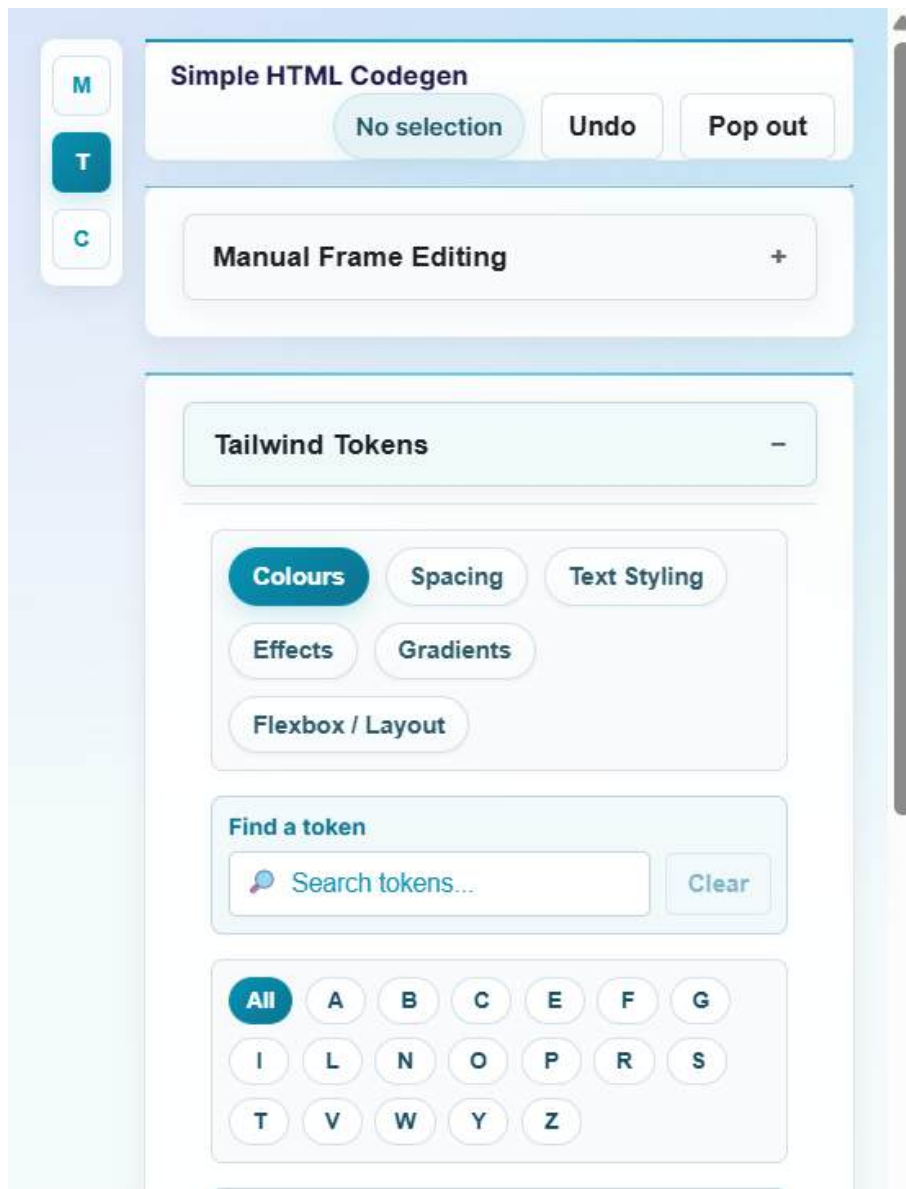 M
T
C
Simple HTML Codegen
No selection Undo Pop out
Manual Frame Editing +
Tailwind Tokens −
Colours Spacing Text Styling
Effects Gradients
Flexbox / Layout
Find a token
Search tokens... Clear
All A B C E F G
I L N O P R S
T V W Y Z